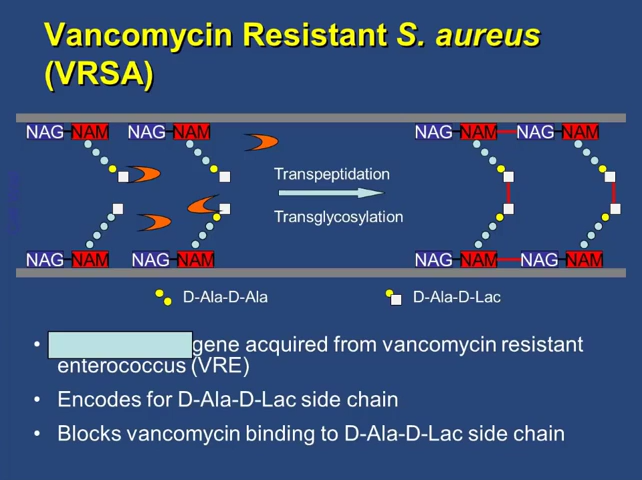 Vancomycin Resistant S. aureus
(VRSA)
NAG NAM NAG NAM NAG NAM NAG NAM
Transpeptidation
Transglycosylation
NAG NAM NAG NAM NAG NAM NAG NAM
D-Ala-D-Ala D-Ala-D-Lac
• gene acquired from vancomycin resistant
enterococcus (VRE)
• Encodes for D-Ala-D-Lac side chain
• Blocks vancomycin binding to D-Ala-D-Lac side chain